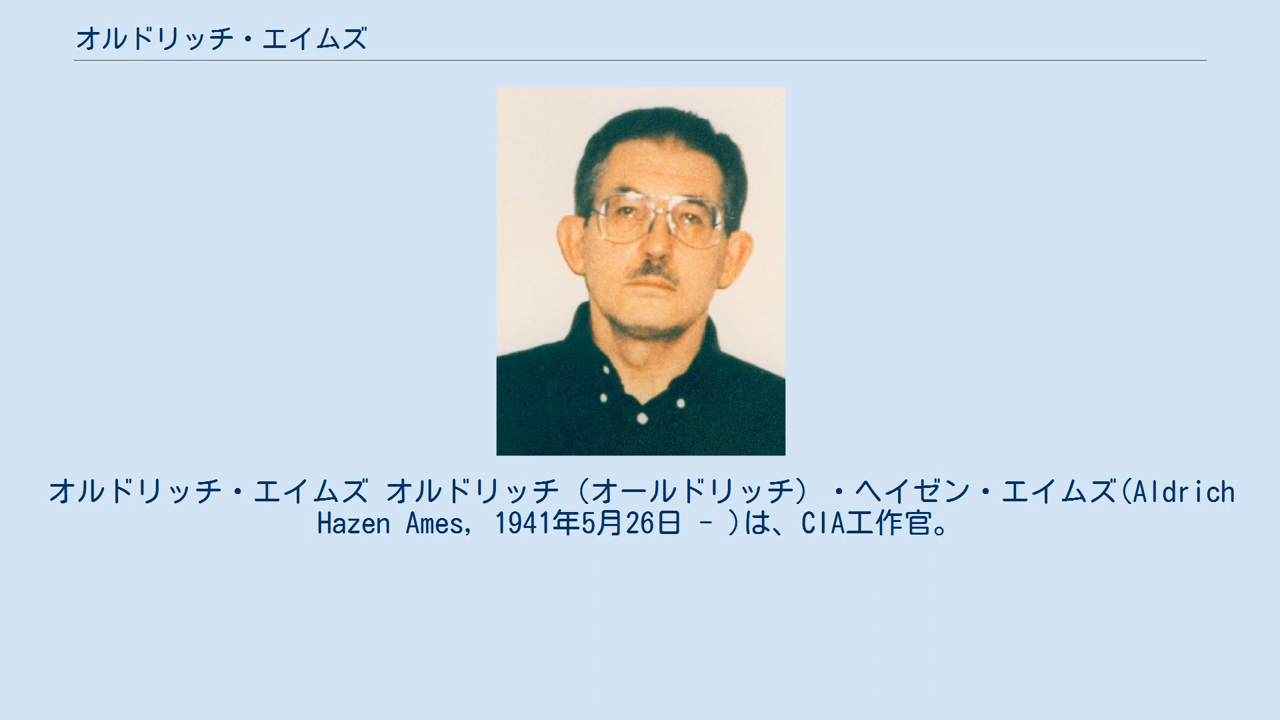 オルドリッチ・エイムズ
オルドリッチ・エイムズ オルドリッチ（オールドリッチ）・ヘイゼン・エイムズ(Aldrich
Hazen Ames, 1941年5月26日 - )は、CIA工作官。